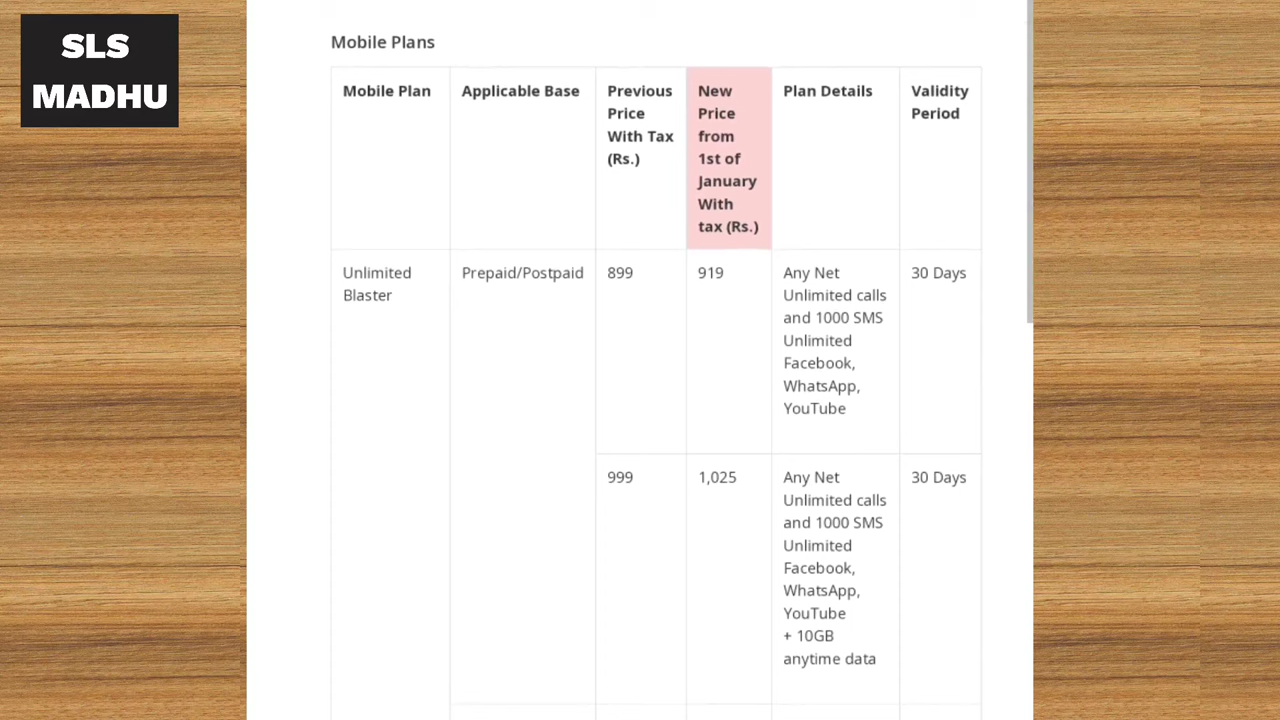 SLS
MADHU
Mobile Plans
Mobile Plan
Applicable Base
Previous
Price
With Tax
(Rs.)
New
Price
from
1st of
January
With
tax (Rs.)
Plan Details
Validity
Period
Unlimited
Blaster
Prepaid/Postpaid
899
919
Any Net
Unlimited calls
and 1000 SMS
Unlimited
Facebook,
WhatsApp,
YouTube
30 Days
999
1,025
Any Net
Unlimited calls
and 1000 SMS
Unlimited
Facebook,
WhatsApp,
YouTube
+ 10GB
anytime data
30 Days